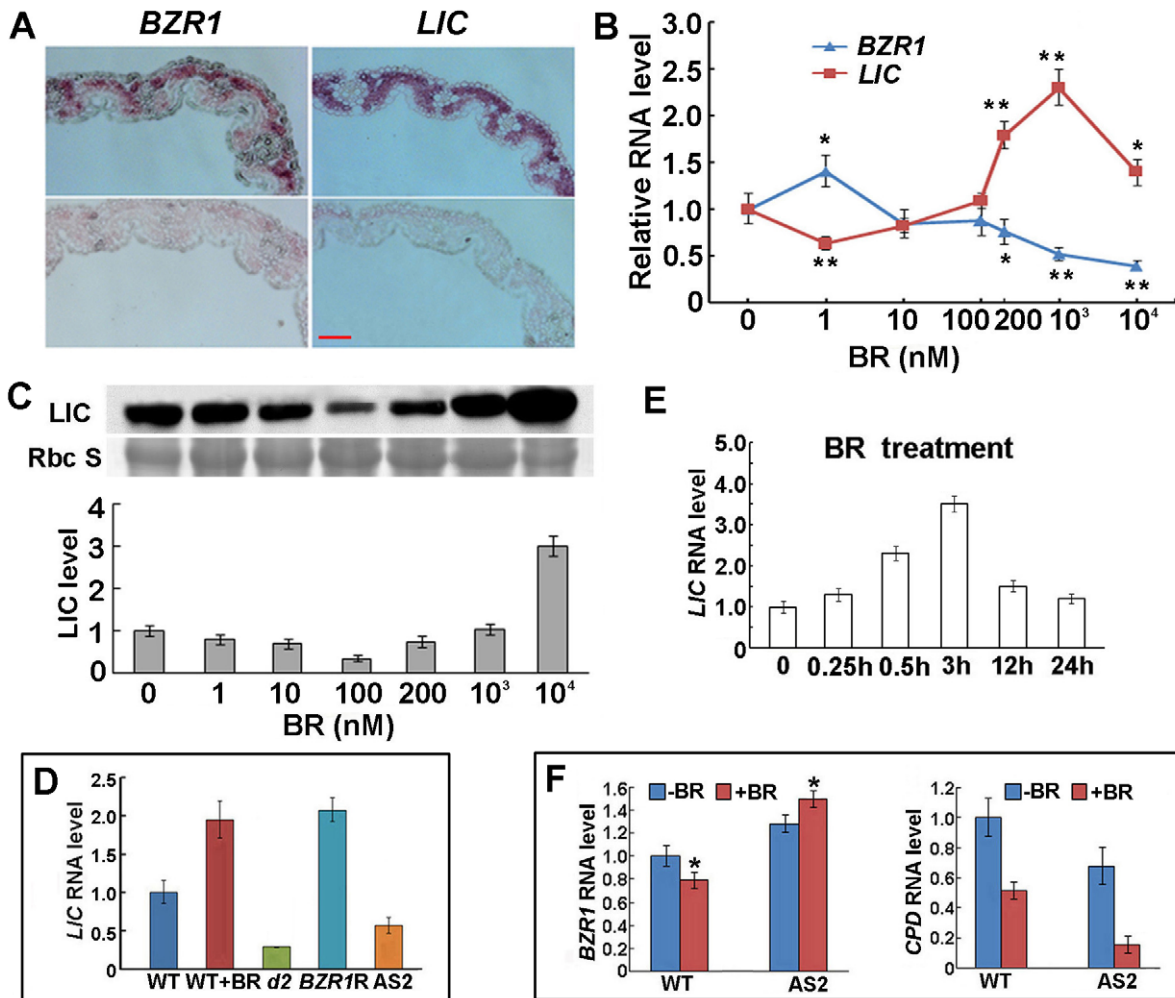 A
BZR1 LIC
B
BZR1
LIC
Relative RNA level
3.0
2.5
2.0
1.5
1.0
0.5
0
** ** * * ** * ** **
0 1 10 100 200 10³ 10⁴
BR (nM)
C
LIC
Rbc S
LIC level
4
3
2
1
0
0 1 10 100 200 10³ 10⁴
BR (nM)
E
BR treatment
LIC RNA level
5.0
4.0
3.0
2.0
1.0
0
0 0.25h 0.5h 3h 12h 24h
D
LIC RNA level
2.5
2.0
1.5
1.0
0.5
0
WT WT+BR d2 BZR1R AS2
F
-BR +BR
BZR1 RNA level
1.6
1.4
1.2
1.0
0.8
0.6
0.4
0.2
0
* *
WT AS2
-BR +BR
CPD RNA level
1.2
1.0
0.8
0.6
0.4
0.2
0
WT AS2